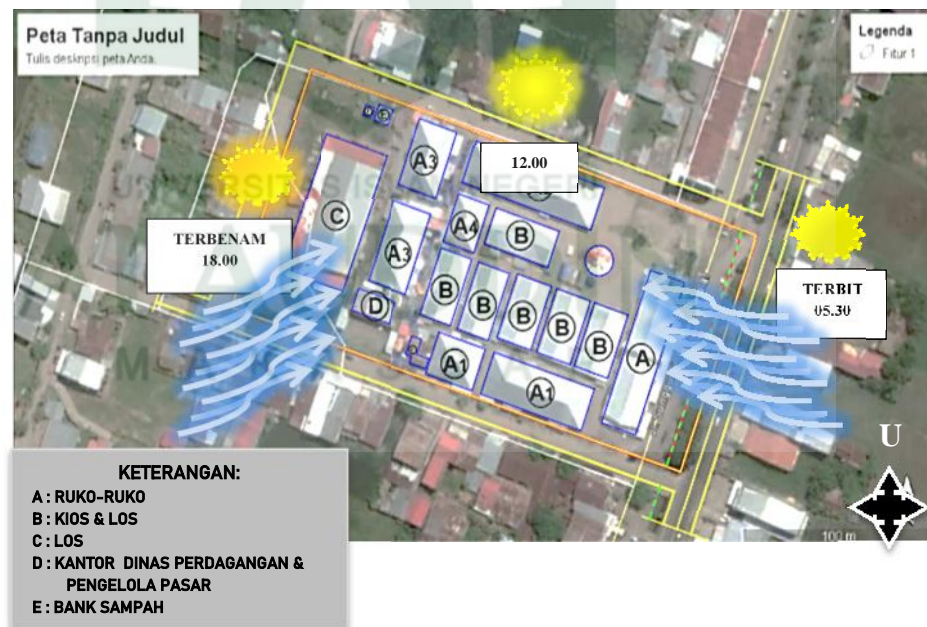 Peta Tanpa Judul
Tulis deskripsi peta Anda.
Legenda
Fitur 1
12.00
TERBENAM
18.00
TERBIT
05.30
A3
A3
A4
B
C
D
B
B
B
B
B
A
A1
A1
U
100 m
KETERANGAN:
A : RUKO-RUKO
B : KIOS & LOS
C : LOS
D : KANTOR DINAS PERDAGANGAN &
PENGELOLA PASAR
E : BANK SAMPAH